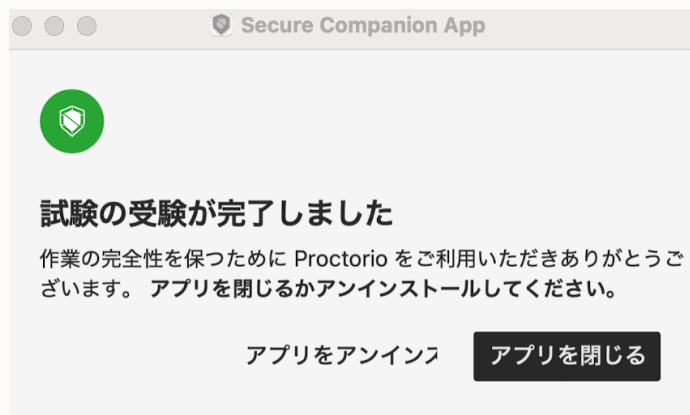 Secure Companion App
試験の受験が完了しました
作業の完全性を保つために Proctorio をご利用いただきありがとうご
ざいます。 アプリを閉じるかアンインストールしてください。
アプリをアンインス アプリを閉じる